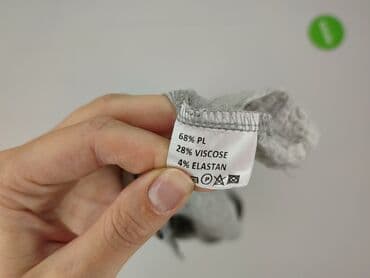 68% PL
28% VISCOSE
4% ELASTAN